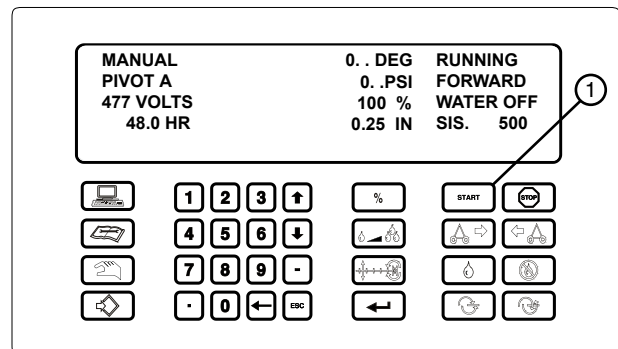 MANUAL 0. . DEG RUNNING
PIVOT A 0. .PSI FORWARD
477 VOLTS 100 % WATER OFF
48.0 HR 0.25 IN SIS. 500
1
1 2 3 % START STOP
4 5 6
7 8 9 -
. 0 ESC